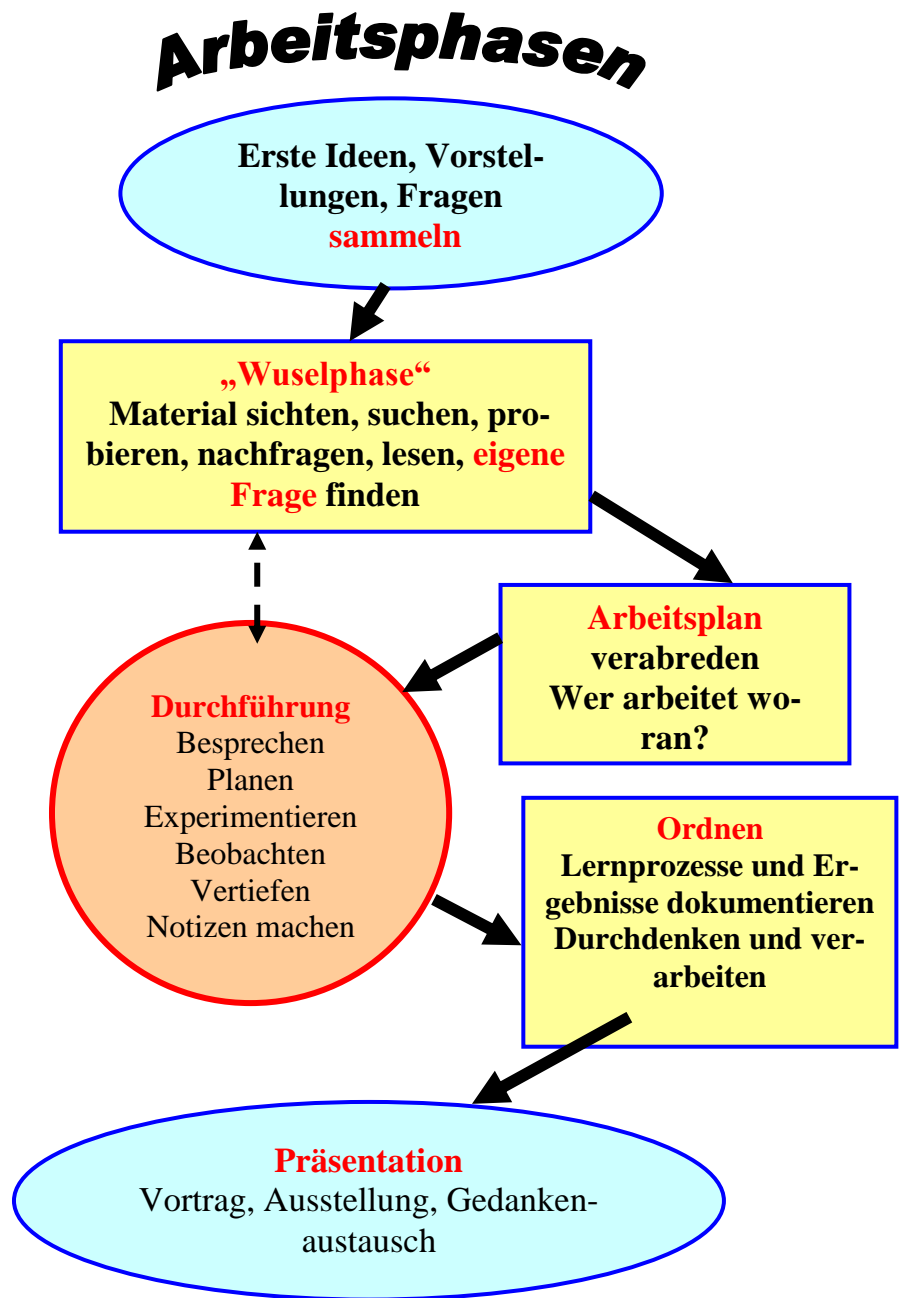 Arbeitsphasen
Erste Ideen, Vorstel-
lungen, Fragen
sammeln
„Wuselphase“
Material sichten, suchen, pro-
bieren, nachfragen, lesen, eigene
Frage finden
Arbeitsplan
verabreden
Wer arbeitet wo-
ran?
Durchführung
Besprechen
Planen
Experimentieren
Beobachten
Vertiefen
Notizen machen
Ordnen
Lernprozesse und Er-
gebnisse dokumentieren
Durchdenken und ver-
arbeiten
Präsentation
Vortrag, Ausstellung, Gedanken-
austausch